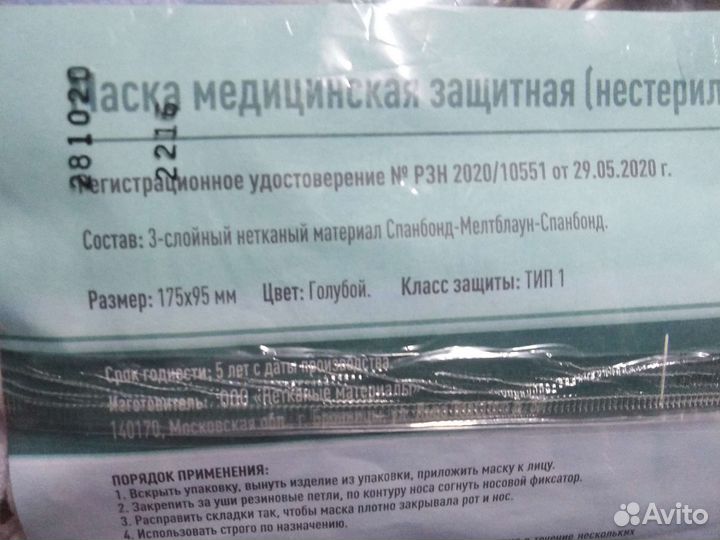 281020
2215
Маска медицинская защитная (нестерил
Регистрационное удостоверение № РЗН 2020/10551 от 29.05.2020 г.
Состав: 3-слойный нетканый материал Спанбонд-Мелтблаун-Спанбонд.
Размер: 175х95 мм Цвет: Голубой. Класс защиты: ТИП 1
Срок годности: 5 лет с даты производства
Изготовитель: ООО «Нетканые материалы»
140170, Московская обл., г.
ПОРЯДОК ПРИМЕНЕНИЯ:
1. Вскрыть упаковку, вынуть изделие из упаковки, приложить маску к лицу.
2. Закрепить за уши резиновые петли, по контуру носа согнуть носовой фиксатор.
3. Расправить складки так, чтобы маска плотно закрывала рот и нос.
4. Использовать строго по назначению.
в течение нескольких
Avito